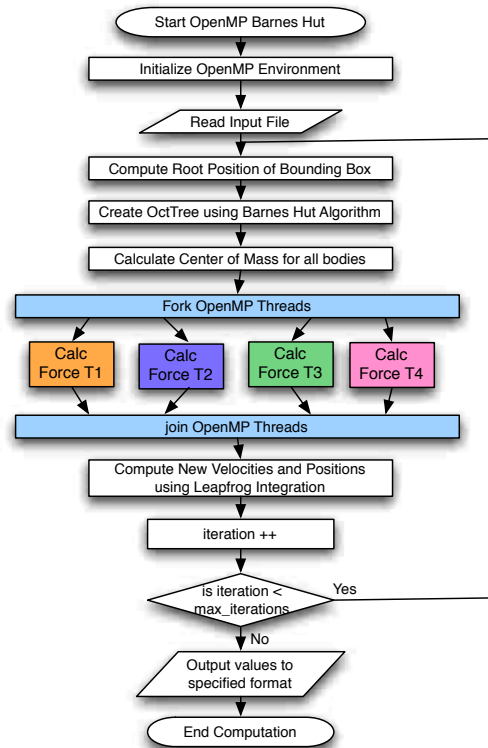 Start OpenMP Barnes Hut
Initialize OpenMP Environment
Read Input File
Compute Root Position of Bounding Box
Create OctTree using Barnes Hut Algorithm
Calculate Center of Mass for all bodies
Fork OpenMP Threads
Calc
Force T1
Calc
Force T2
Calc
Force T3
Calc
Force T4
join OpenMP Threads
Compute New Velocities and Positions
using Leapfrog Integration
iteration ++
is iteration <
max_iterations
Yes
No
Output values to
specified format
End Computation